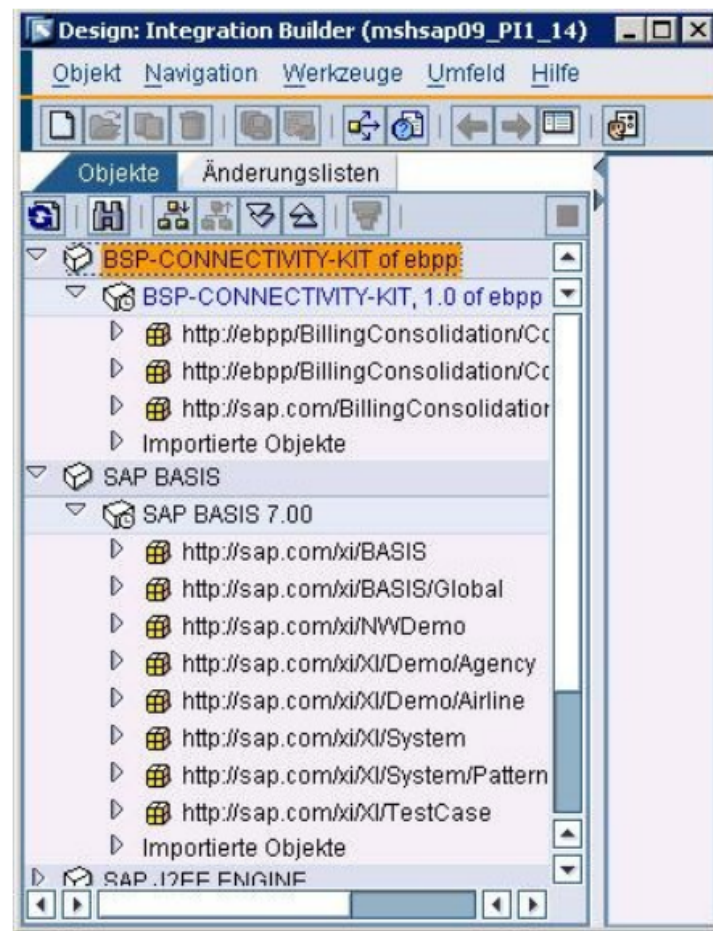 Design: Integration Builder (mshsap09_PI1_14)
Objekt Navigation Werkzeuge Umfeld Hilfe
Objekte Änderungslisten
BSP-CONNECTIVITY-KIT of ebpp
BSP-CONNECTIVITY-KIT, 1.0 of ebpp
http://ebpp/BillingConsolidation/Co
http://ebpp/BillingConsolidation/Co
http://sap.com/BillingConsolidation
Importierte Objekte
SAP BASIS
SAP BASIS 7.00
http://sap.com/xi/BASIS
http://sap.com/xi/BASIS/Global
http://sap.com/xi/NWDemo
http://sap.com/xi/XI/Demo/Agency
http://sap.com/xi/XI/Demo/Airline
http://sap.com/xi/XI/System
http://sap.com/xi/XI/System/Pattern
http://sap.com/xi/XI/TestCase
Importierte Objekte
SAP J2EE ENGINE